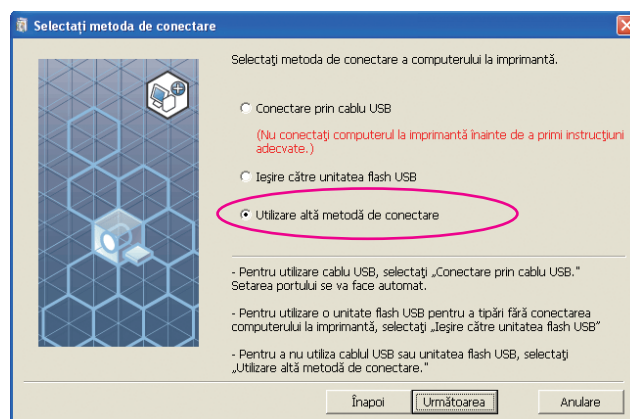 Selectați metoda de conectare
Selectați metoda de conectare a computerului la imprimantă.
Conectare prin cablu USB
(Nu conectați computerul la imprimantă înainte de a primi instrucțiuni
adecvate.)
Ieșire către unitatea flash USB
Utilizare altă metodă de conectare
- Pentru utilizare cablu USB, selectați „Conectare prin cablu USB."
Setarea portului se va face automat.
- Pentru utilizare o unitate flash USB pentru a tipări fără conectarea
computerului la imprimantă, selectați „Ieșire către unitatea flash USB”
- Pentru a nu utiliza cablul USB sau unitatea flash USB, selectați
„Utilizare altă metodă de conectare."
Înapoi
Următoarea
Anulare